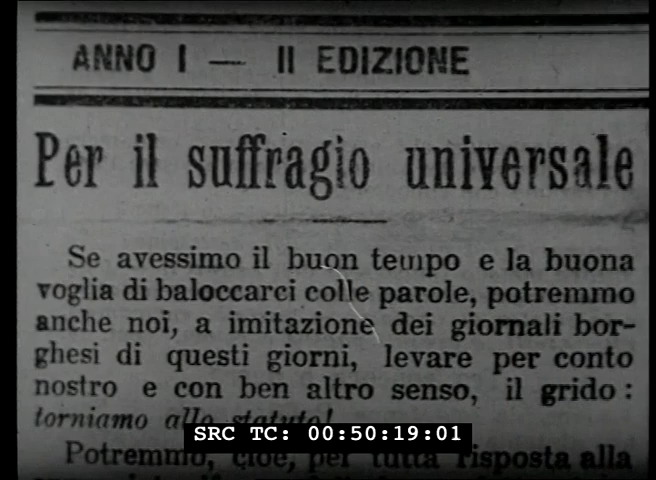 ANNO I — II EDIZIONE
Per il suffragio universale
Se avessimo il buon tempo e la buona
voglia di baloccarci colle parole, potremmo
anche noi, a imitazione dei giornali bor-
ghesi di questi giorni, levare per conto
nostro e con ben altro senso, il grido:
torniamo allo statuto!
SRC TC: 00:50:19:01
Potremmo, cioè, per tutta risposta alla